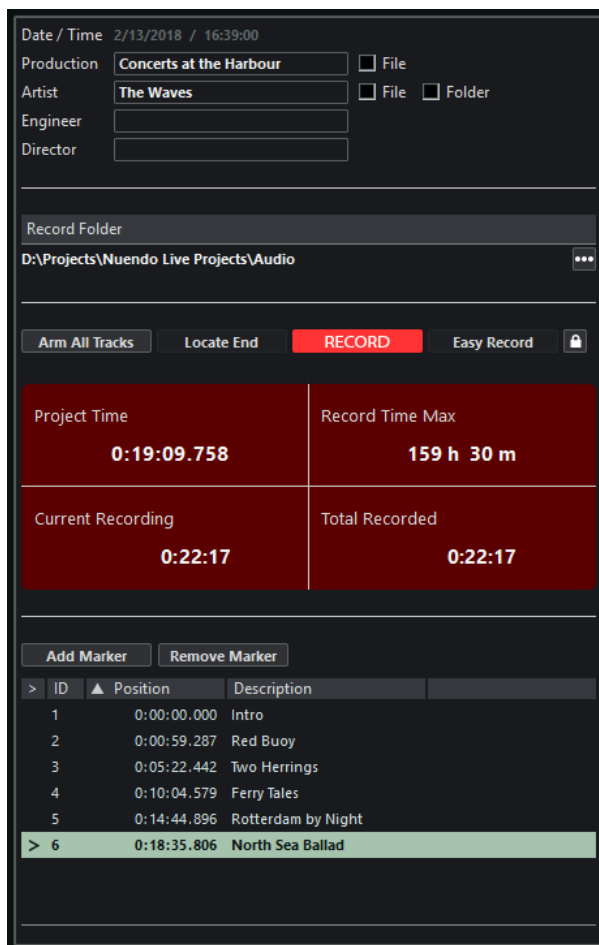 Date / Time 2/13/2018 / 16:39:00
Production Concerts at the Harbour File
Artist The Waves File Folder
Engineer
Director
Record Folder
D:\Projects\Nuendo Live Projects\Audio •••
Arm All Tracks Locate End RECORD Easy Record
Project Time Record Time Max
0:19:09.758 159 h 30 m
Current Recording Total Recorded
0:22:17 0:22:17
Add Marker Remove Marker
> ID ▲ Position Description
1 0:00:00.000 Intro
2 0:00:59.287 Red Buoy
3 0:05:22.442 Two Herrings
4 0:10:04.579 Ferry Tales
5 0:14:44.896 Rotterdam by Night
> 6 0:18:35.806 North Sea Ballad